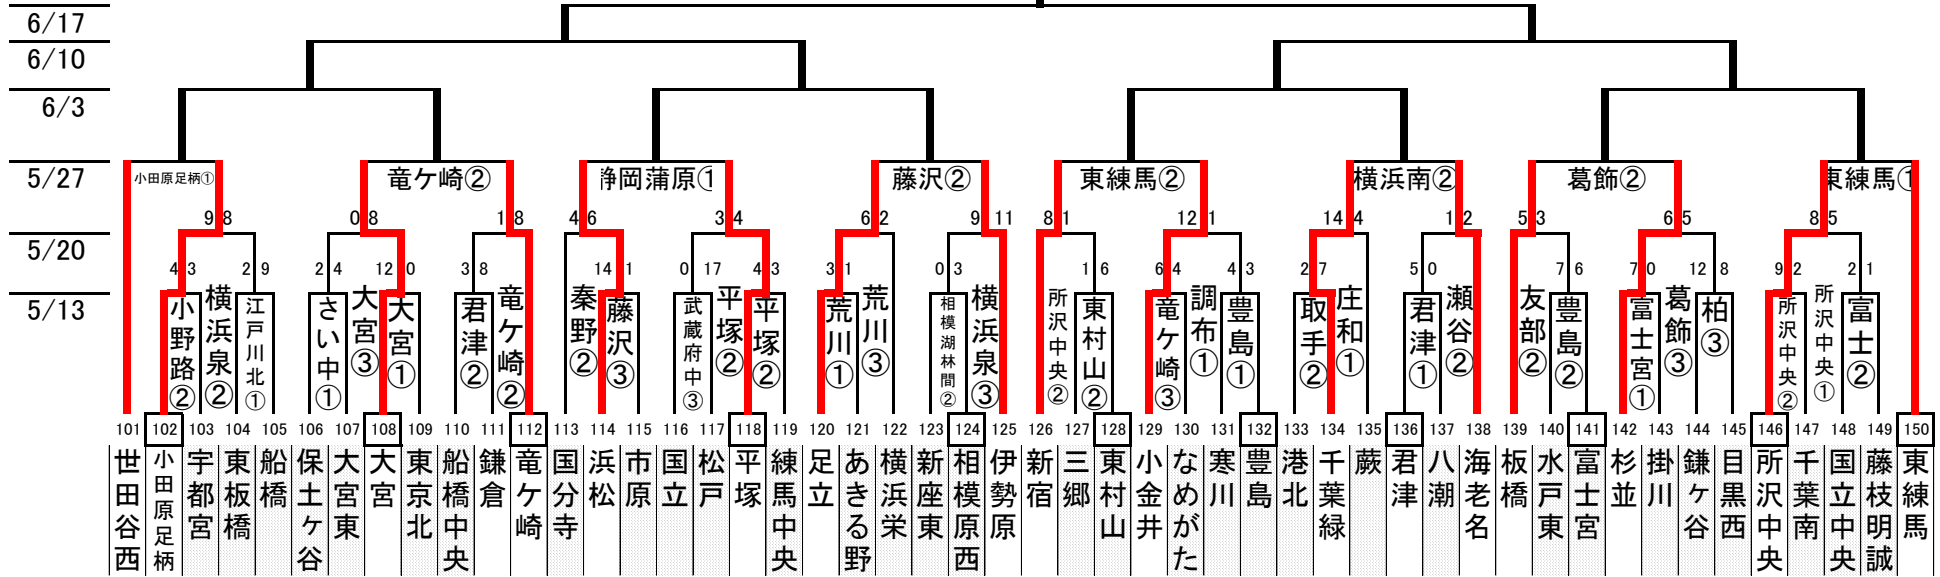 6/17
6/10
6/3
5/27
小田原足柄① 竜ケ崎② 静岡蒲原① 藤沢② 東練馬② 横浜南② 葛飾② 東練馬①
9 8 0 8 1 8 4 6 3 4 6 2 9 11 8 1 12 1 14 4 1 2 5 3 6 5 8 5
5/20
4 3 2 9 2 4 12 0 3 8 14 1 0 17 4 3 3 1 0 3 1 6 6 4 4 3 2 7 5 0 7 6 7 0 12 8 9 2 2 1
5/13
小野路②
横浜泉②
江戸川北①
さい中①
大宮③
大宮①
君津②
竜ケ崎②
秦野②
藤沢③
武蔵府中③
平塚②
平塚②
荒川①
荒川③
相模湖林間②
横浜泉③
所沢中央②
東村山②
竜ケ崎③
調布①
豊島①
取手②
庄和①
君津①
瀬谷②
友部②
豊島②
富士宮①
葛飾③
柏③
所沢中央②
所沢中央①
富士②
101 102 103 104 105 106 107 108 109 110 111 112 113 114 115 116 117 118 119 120 121 122 123 124 125 126 127 128 129 130 131 132 133 134 135 136 137 138 139 140 141 142 143 144 145 146 147 148 149 150
世田谷西
小田原足柄
宇都宮
東板橋
船橋
保土ヶ谷
大宮東
大宮
東京北
船橋中央
鎌倉
竜ケ崎
国分寺
浜松
市原
国立
松戸
平塚
練馬中央
足立
あきる野
横浜栄
新座東
相模原西
伊勢原
新宿
三郷
東村山
小金井
なめがた
寒川
豊島
港北
千葉緑
蕨
君津
八潮
海老名
板橋
水戸東
富士宮
杉並
掛川
鎌ケ谷
目黒西
所沢中央
千葉南
国立中央
藤枝明誠
東練馬